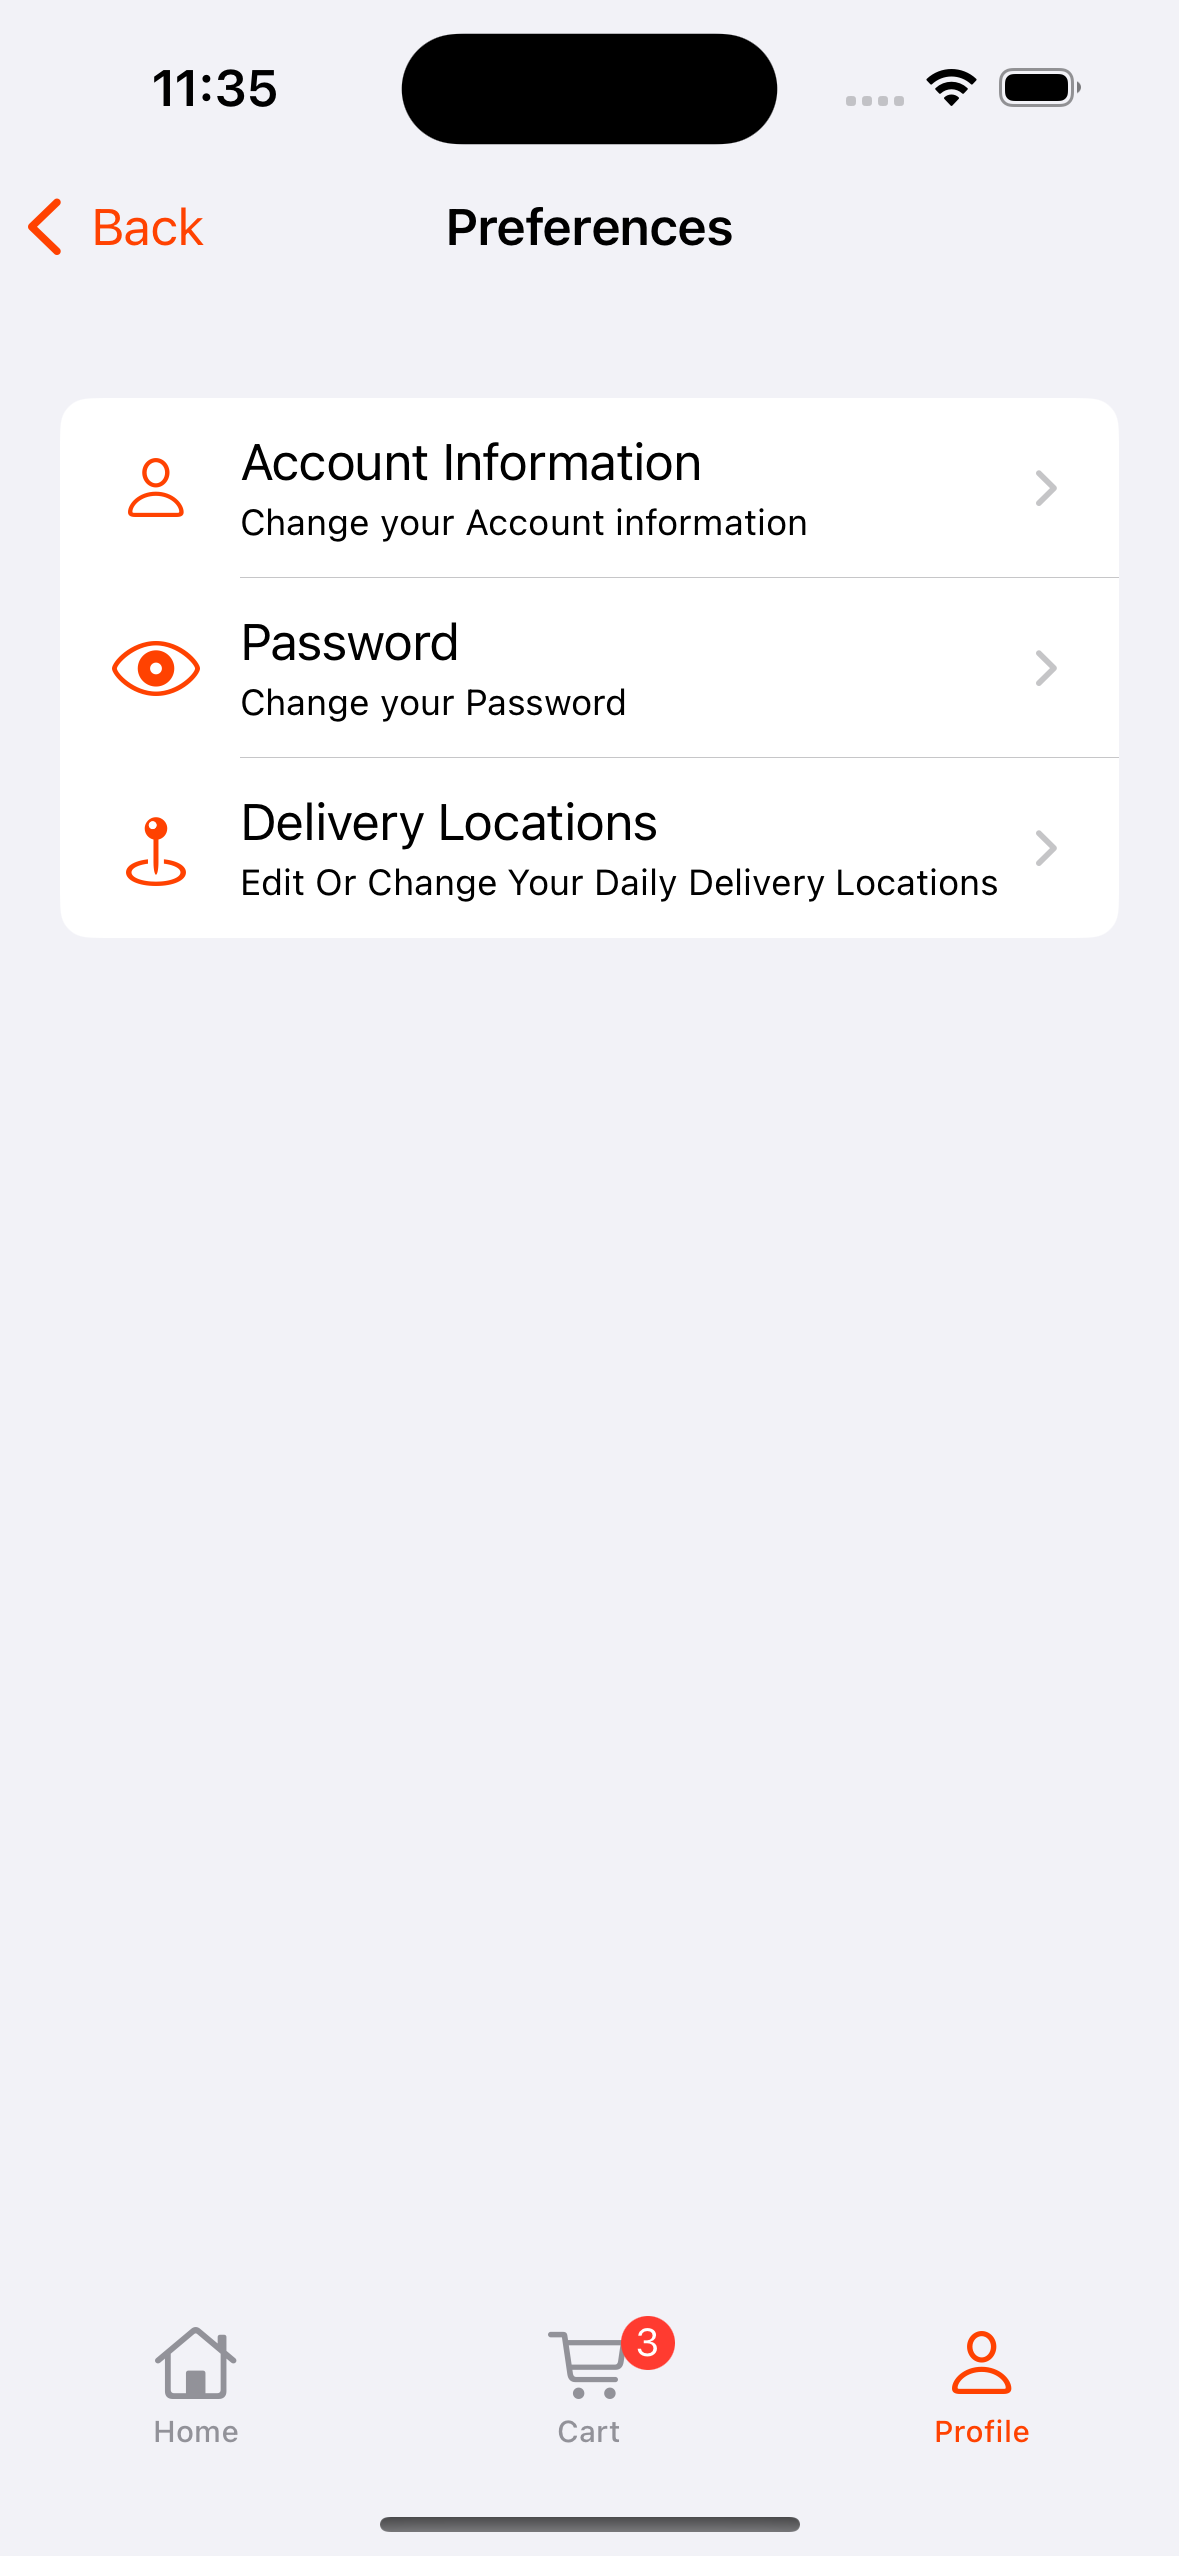 11:35
Back
Preferences
Account Information
Change your Account information
Password
Change your Password
Delivery Locations
Edit Or Change Your Daily Delivery Locations
3
Home
Cart
Profile